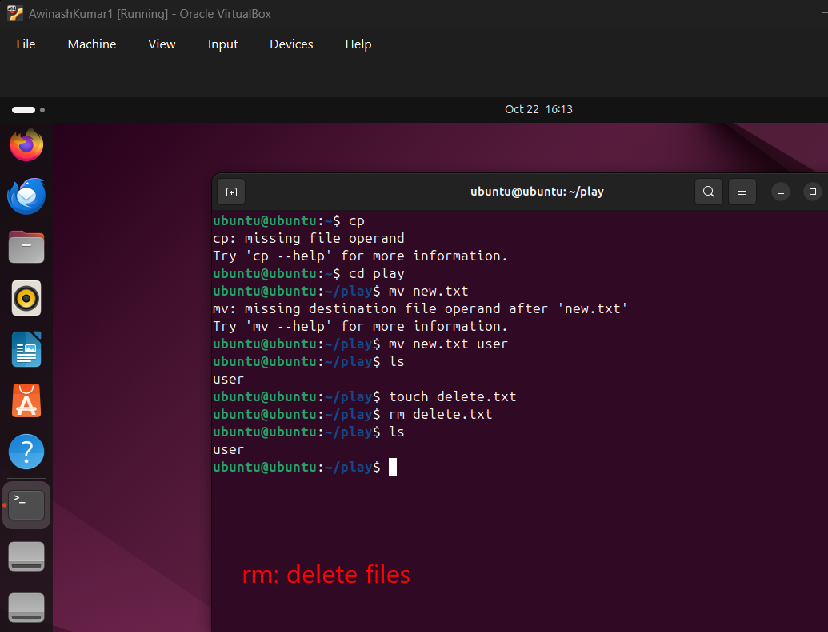 AwinashKumar1 [Running] - Oracle VirtualBox
File Machine View Input Devices Help
Oct 22 16:13
ubuntu@ubuntu: ~/play
ubuntu@ubuntu:~$ cp
cp: missing file operand
Try 'cp --help' for more information.
ubuntu@ubuntu:~$ cd play
ubuntu@ubuntu:~/play$ mv new.txt
mv: missing destination file operand after 'new.txt'
Try 'mv --help' for more information.
ubuntu@ubuntu:~/play$ mv new.txt user
ubuntu@ubuntu:~/play$ ls
user
ubuntu@ubuntu:~/play$ touch delete.txt
ubuntu@ubuntu:~/play$ rm delete.txt
ubuntu@ubuntu:~/play$ ls
user
ubuntu@ubuntu:~/play$
rm: delete files